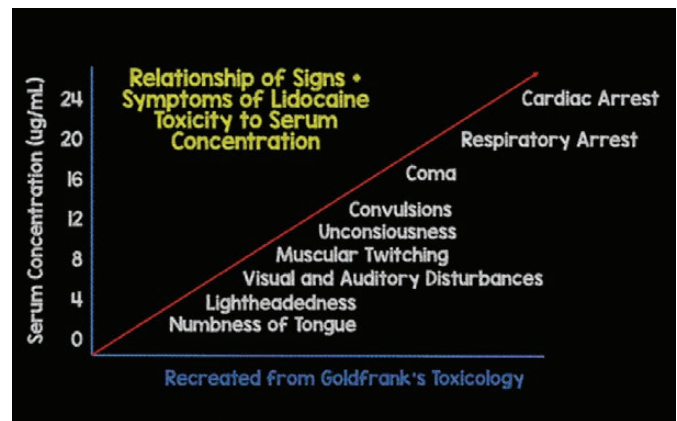 Relationship of Signs +
Symptoms of Lidocaine
Toxicity to Serum
Concentration
Serum Concentration (ug/mL)
24
20
16
12
8
4
0
Cardiac Arrest
Respiratory Arrest
Coma
Convulsions
Unconsiousness
Muscular Twitching
Visual and Auditory Disturbances
Lightheadedness
Numbness of Tongue
Recreated from Goldfrank's Toxicology